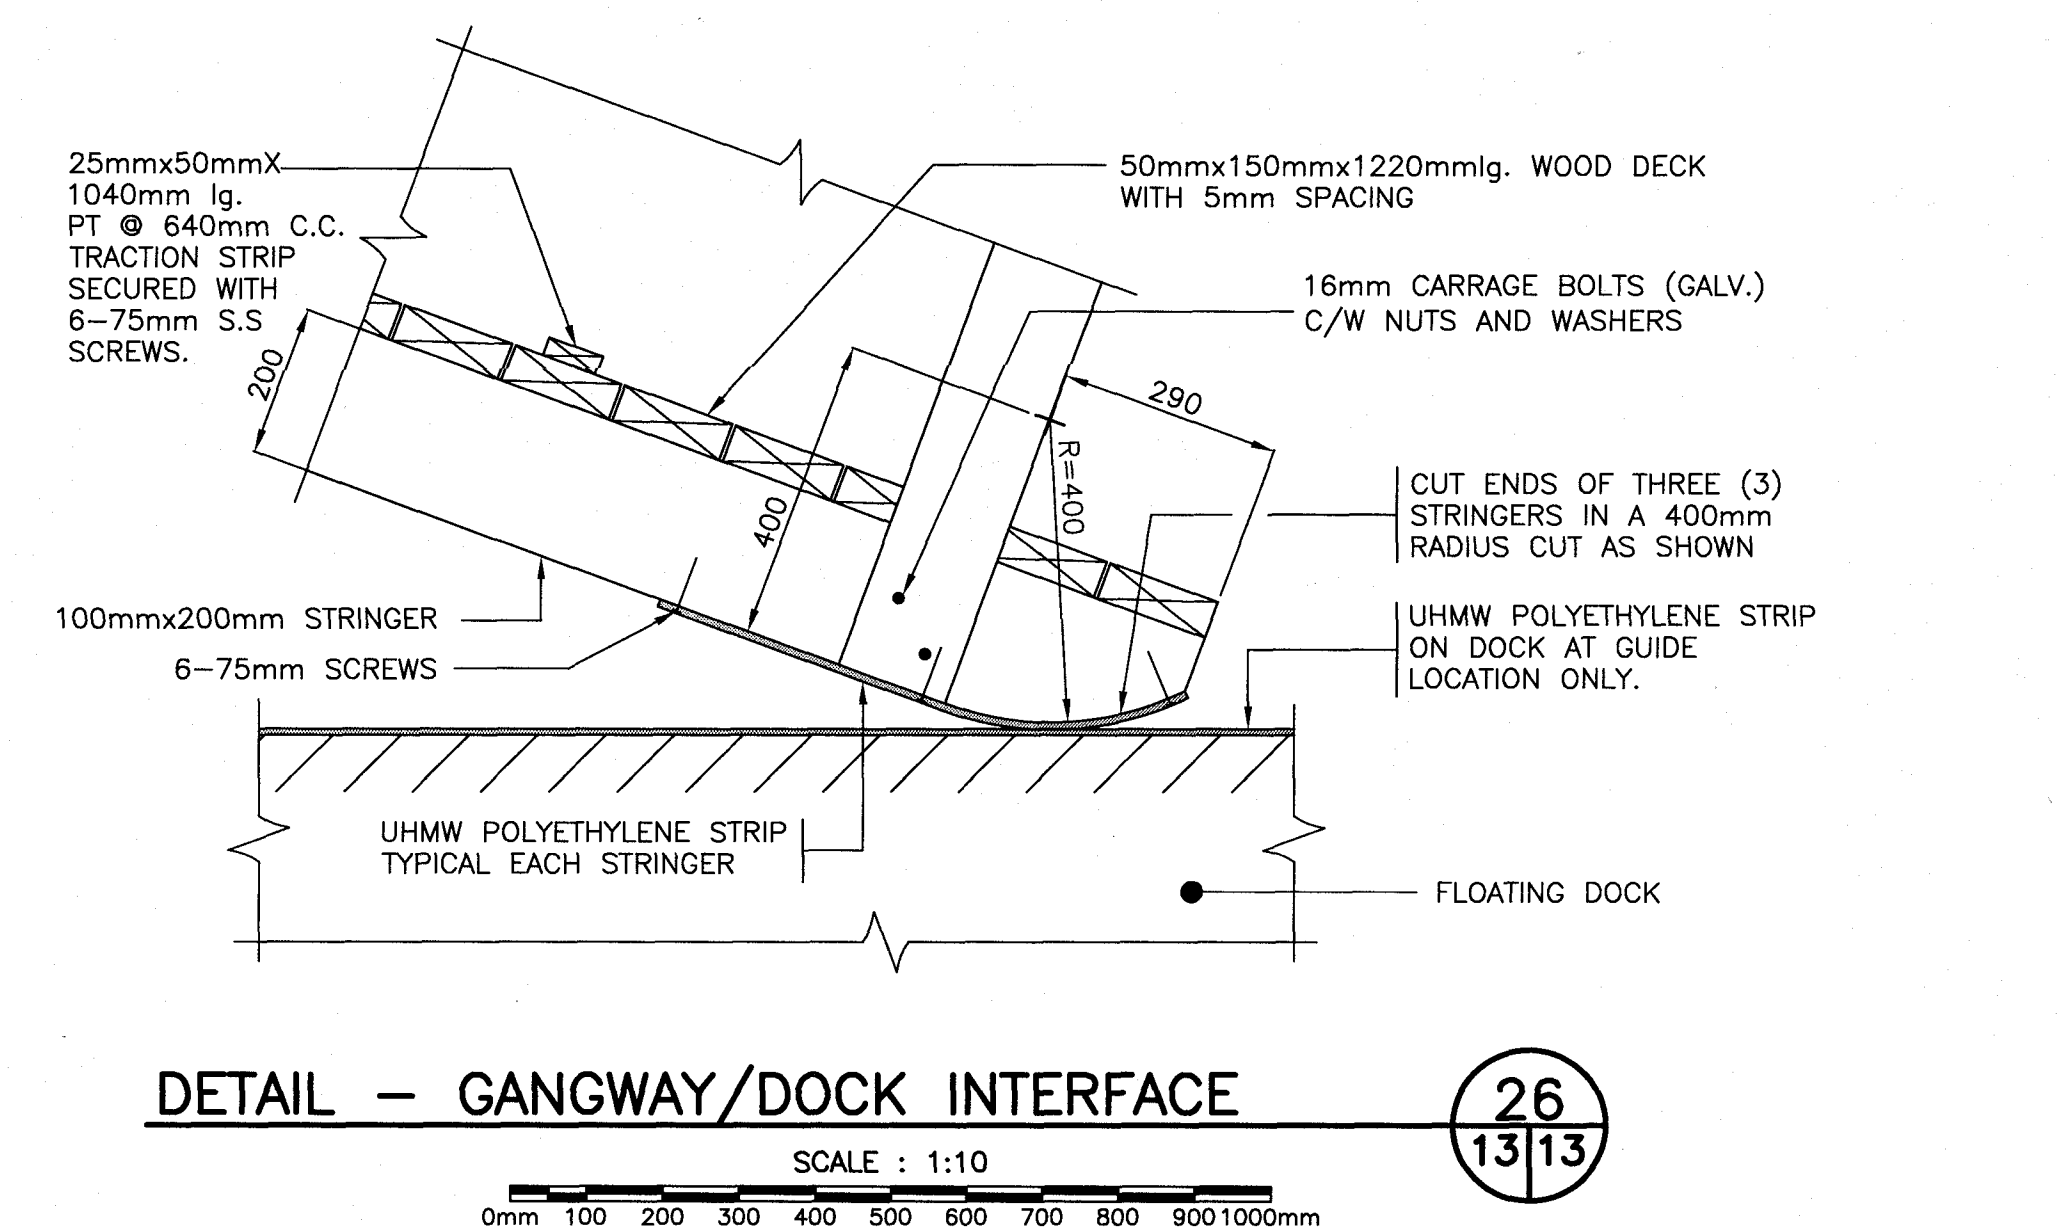 25mmx50mmX
1040mm lg.
PT @ 640mm C.C.
TRACTION STRIP
SECURED WITH
6-75mm S.S
SCREWS.
50mmx150mmx1220mmlg. WOOD DECK
WITH 5mm SPACING
16mm CARRAGE BOLTS (GALV.)
C/W NUTS AND WASHERS
200
290
400
R=400
CUT ENDS OF THREE (3)
STRINGERS IN A 400mm
RADIUS CUT AS SHOWN
100mmx200mm STRINGER
6-75mm SCREWS
UHMW POLYETHYLENE STRIP
ON DOCK AT GUIDE
LOCATION ONLY.
UHMW POLYETHYLENE STRIP
TYPICAL EACH STRINGER
FLOATING DOCK
DETAIL - GANGWAY/DOCK INTERFACE
26
13 13
SCALE : 1:10
0mm 100 200 300 400 500 600 700 800 900 1000mm